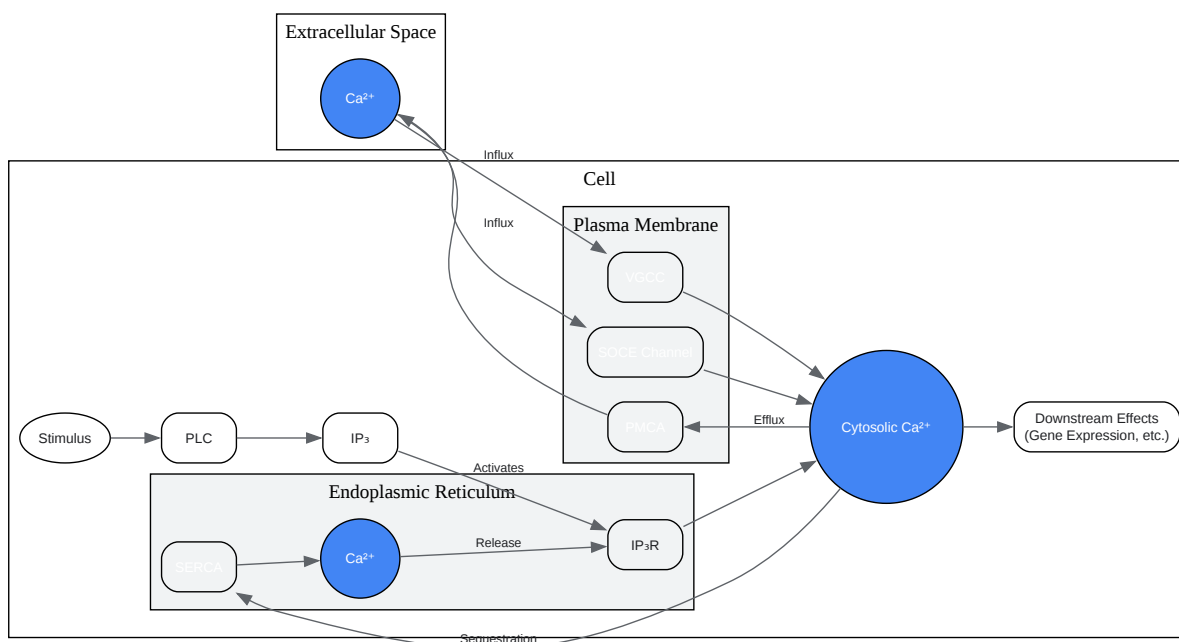 Extracellular Space
Ca²⁺
Influx
Cell
Influx
Plasma Membrane
VGCC
SOCE Channel
PMCA
Efflux
Cytosolic Ca²⁺
Downstream Effects
(Gene Expression, etc.)
Stimulus
PLC
IP₃
Activates
Endoplasmic Reticulum
SERCA
Ca²⁺
Release
IP₃R
Sequestration